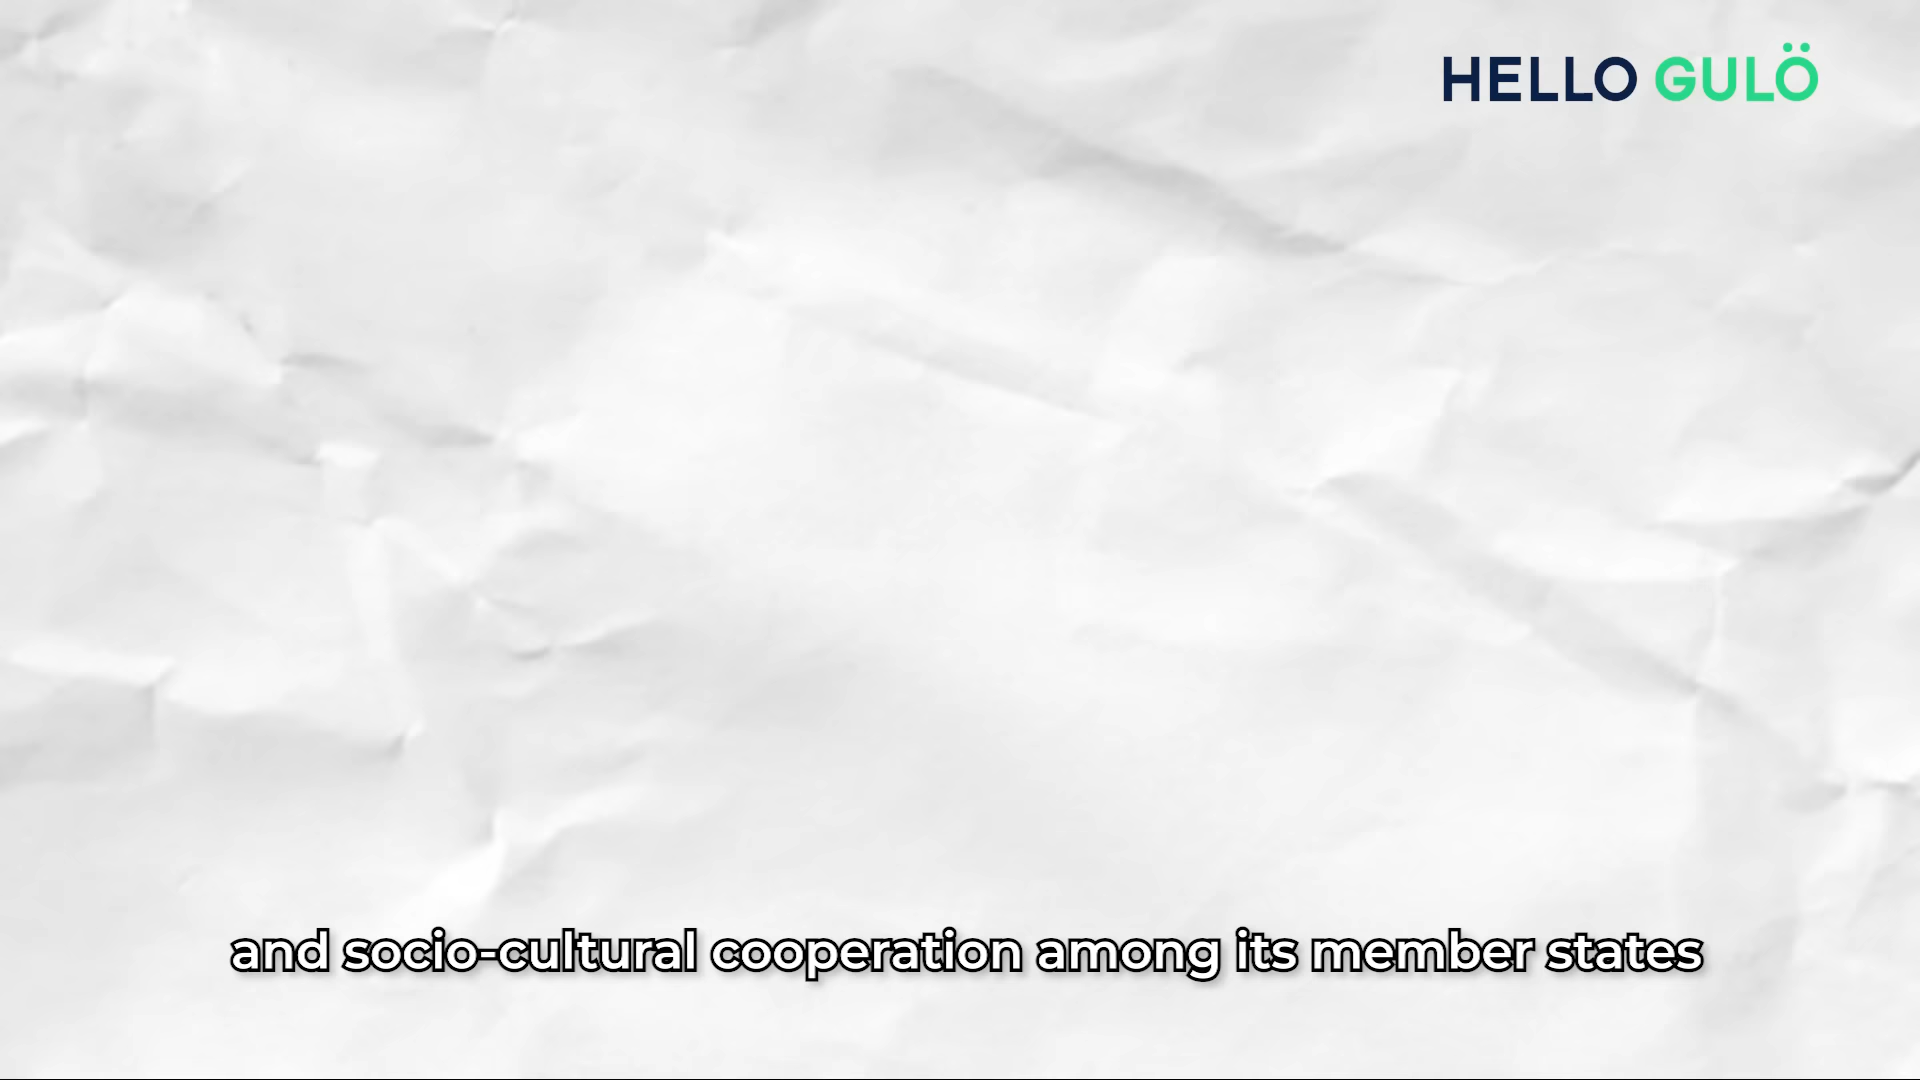 HELLO GULÖ
and socio-cultural cooperation among its member states